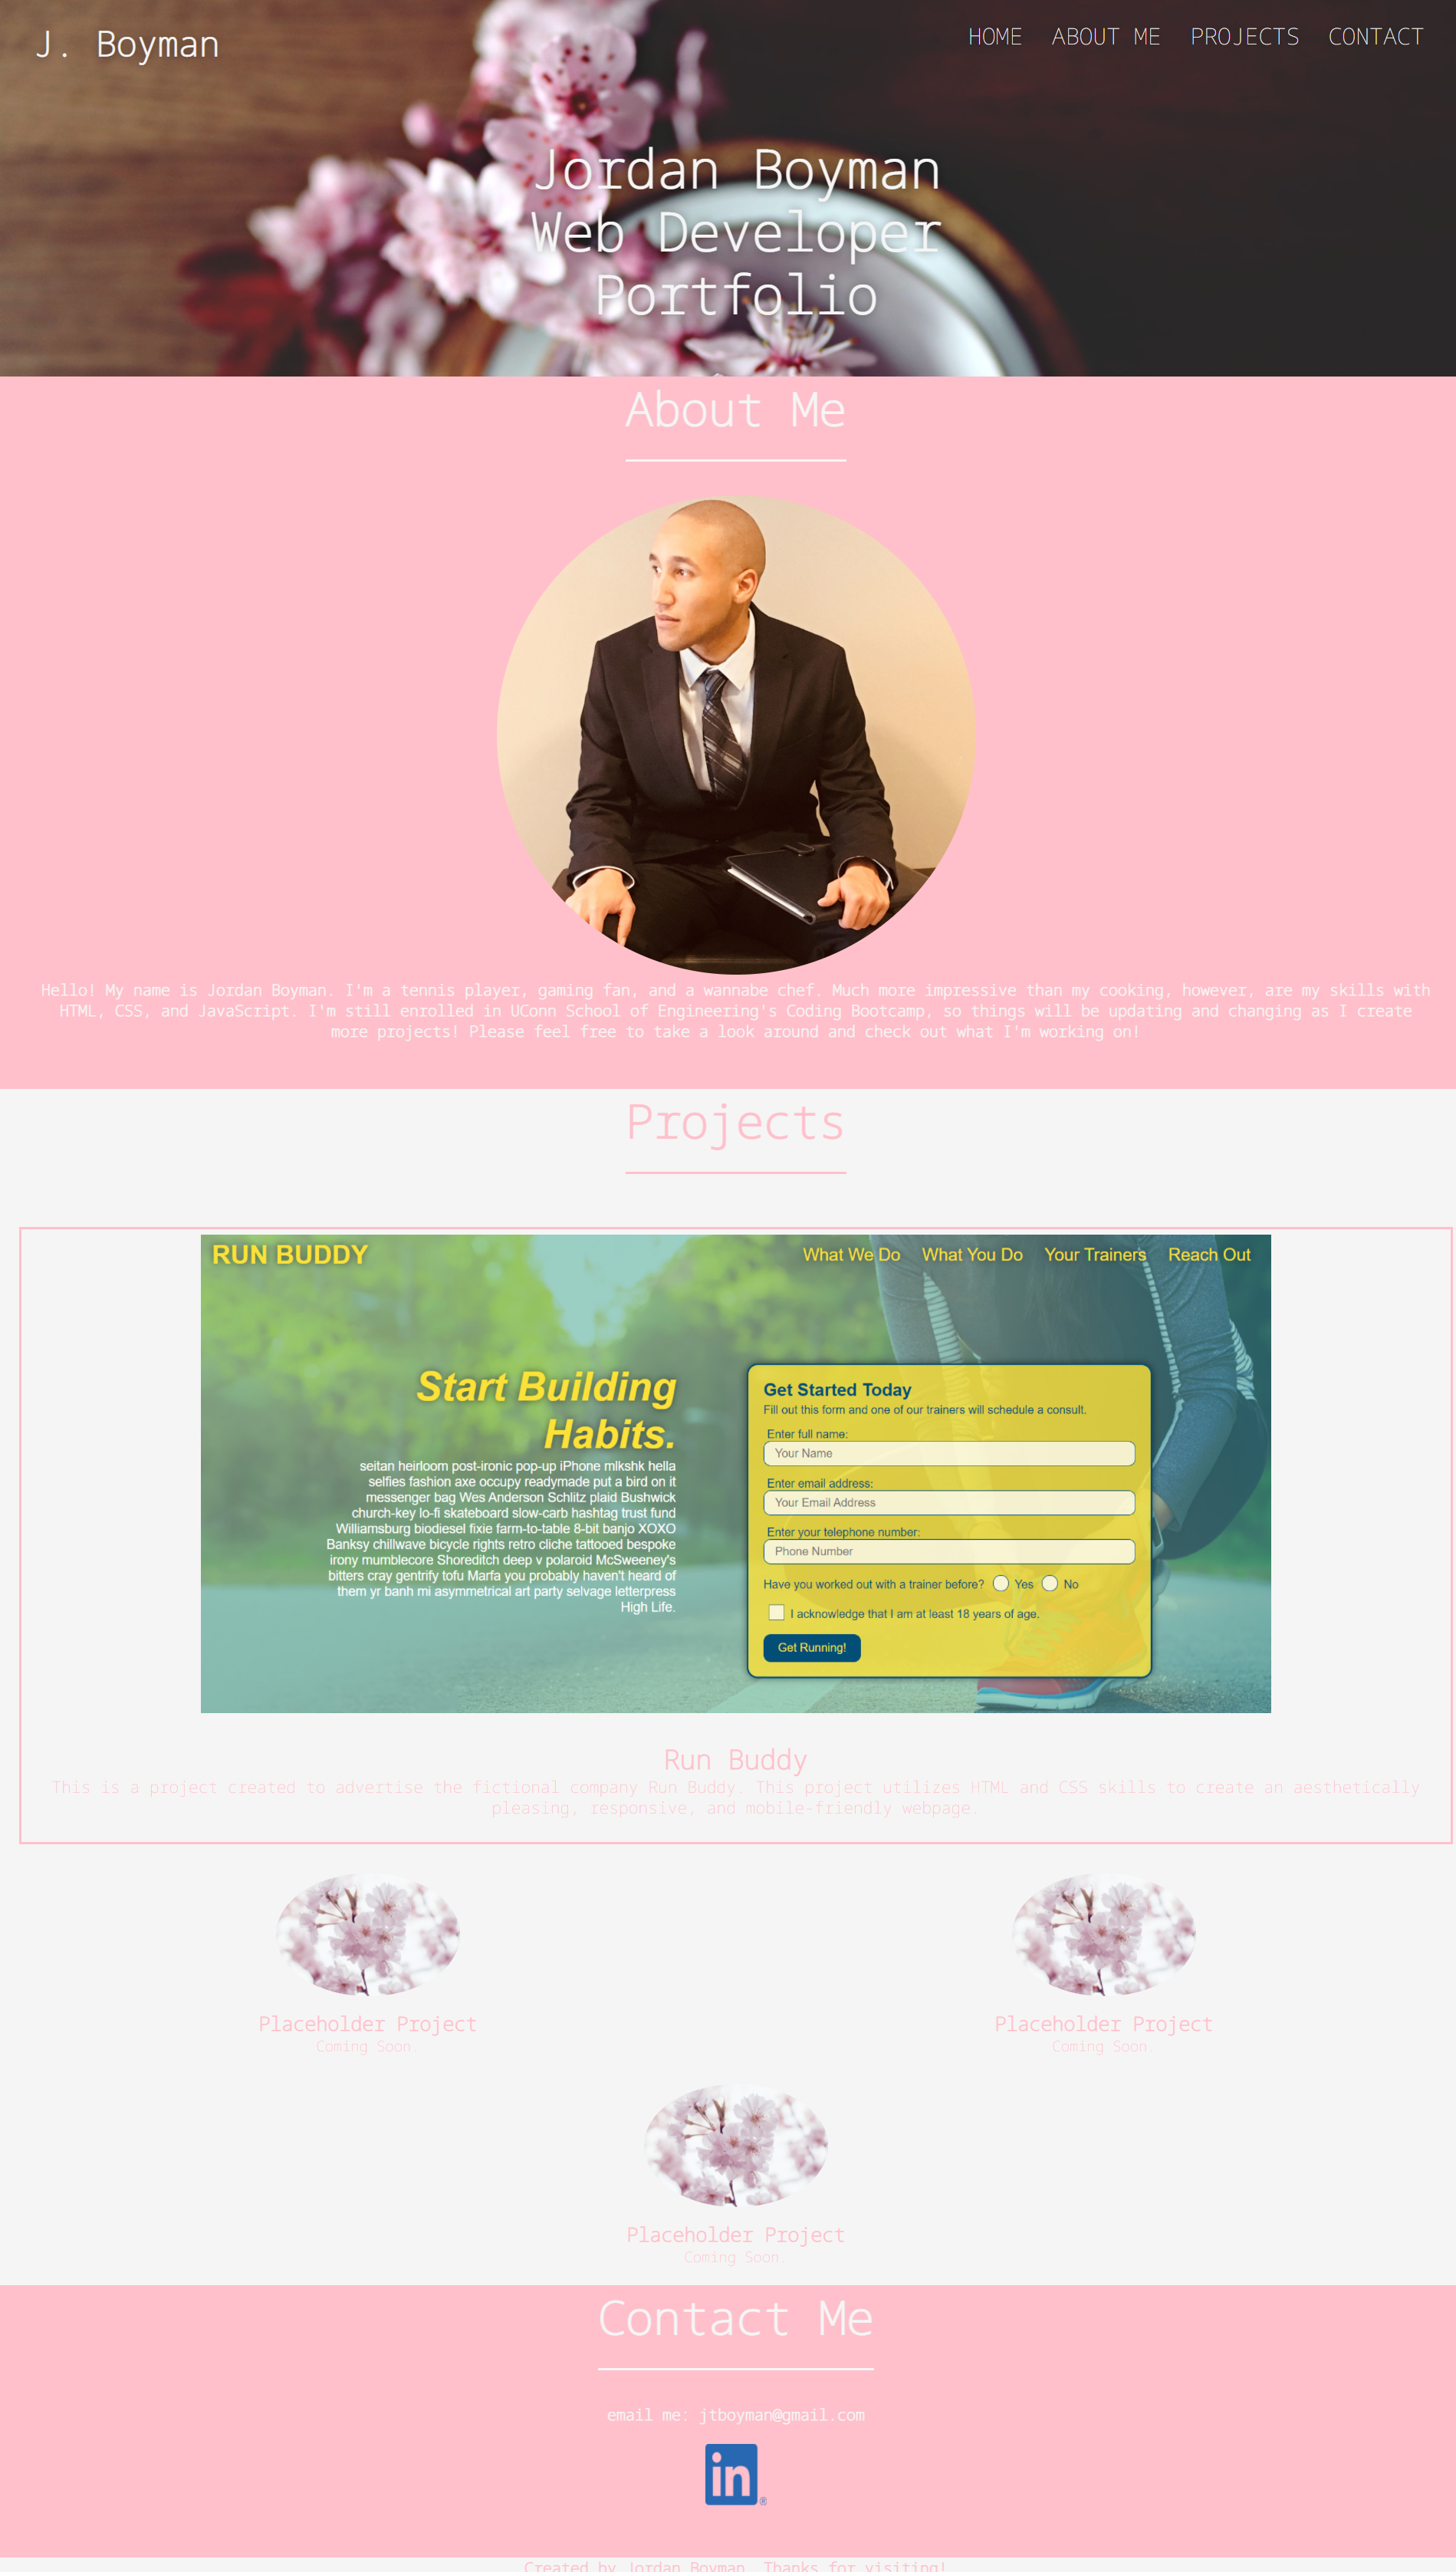 J. Boyman
HOME ABOUT ME PROJECTS CONTACT
Jordan Boyman
Web Developer
Portfolio
About Me
Hello! My name is Jordan Boyman. I'm a tennis player, gaming fan, and a wannabe chef. Much more impressive than my cooking, however, are my skills with
HTML, CSS, and JavaScript. I'm still enrolled in UConn School of Engineering's Coding Bootcamp, so things will be updating and changing as I create
more projects! Please feel free to take a look around and check out what I'm working on!
Projects
RUN BUDDY
What We Do What You Do Your Trainers Reach Out
Start Building
Habits.
seitan heirloom post-ironic pop-up iPhone mlkshk hella
selfies fashion axe occupy readymade put a bird on it
messenger bag Wes Anderson Schlitz plaid Bushwick
church-key lo-fi skateboard slow-carb hashtag trust fund
Williamsburg biodiesel fixie farm-to-table 8-bit banjo XOXO
Banksy chillwave bicycle rights retro cliche tattooed bespoke
irony mumblecore Shoreditch deep v polaroid McSweeney's
bitters cray gentrify tofu Marfa you probably haven't heard of
them yr banh mi asymmetrical art party selvage letterpress
High Life.
Get Started Today
Fill out this form and one of our trainers will schedule a consult.
Enter full name:
Your Name
Enter email address:
Your Email Address
Enter your telephone number:
Phone Number
Have you worked out with a trainer before? Yes No
I acknowledge that I am at least 18 years of age.
Get Running!
Run Buddy
This is a project created to advertise the fictional company Run Buddy. This project utilizes HTML and CSS skills to create an aesthetically
pleasing, responsive, and mobile-friendly webpage.
Placeholder Project
Coming Soon.
Placeholder Project
Coming Soon.
Placeholder Project
Coming Soon.
Contact Me
email me: jtboyman@gmail.com
in ®
Created by Jordan Boyman. Thanks for visiting!